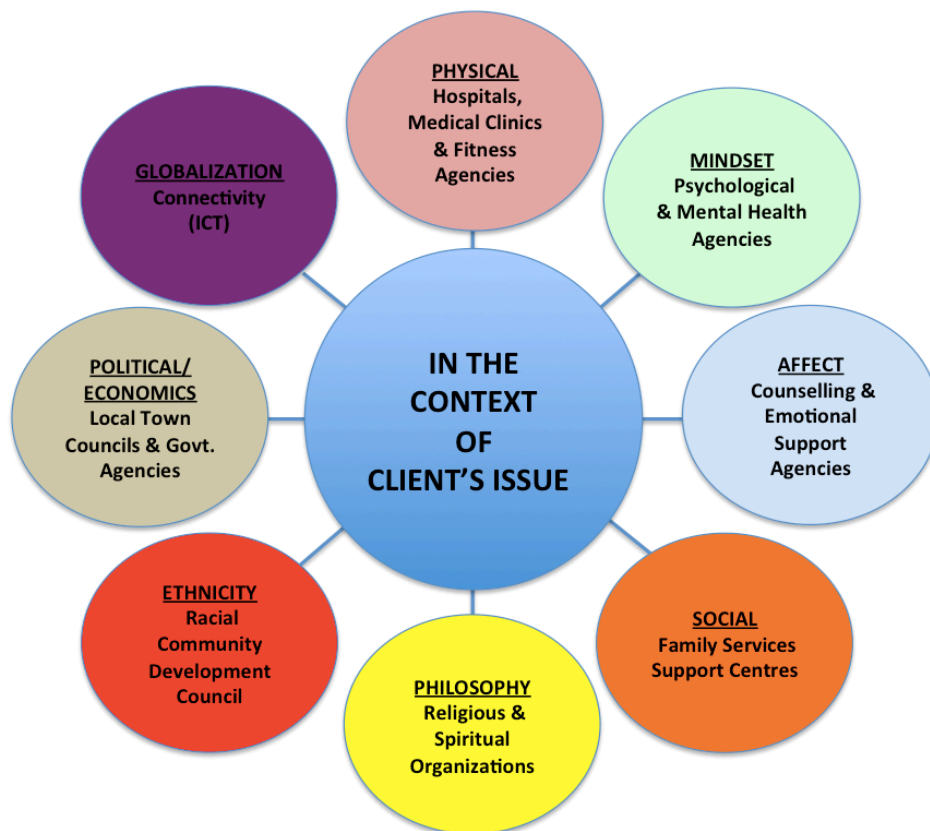 PHYSICAL
Hospitals,
Medical Clinics
& Fitness
Agencies
MINDSET
Psychological
& Mental Health
Agencies
AFFECT
Counselling &
Emotional
Support
Agencies
SOCIAL
Family Services
Support Centres
PHILOSOPHY
Religious &
Spiritual
Organizations
ETHNICITY
Racial
Community
Development
Council
POLITICAL/
ECONOMICS
Local Town
Councils & Govt.
Agencies
GLOBALIZATION
Connectivity
(ICT)
IN THE
CONTEXT
OF
CLIENT’S ISSUE